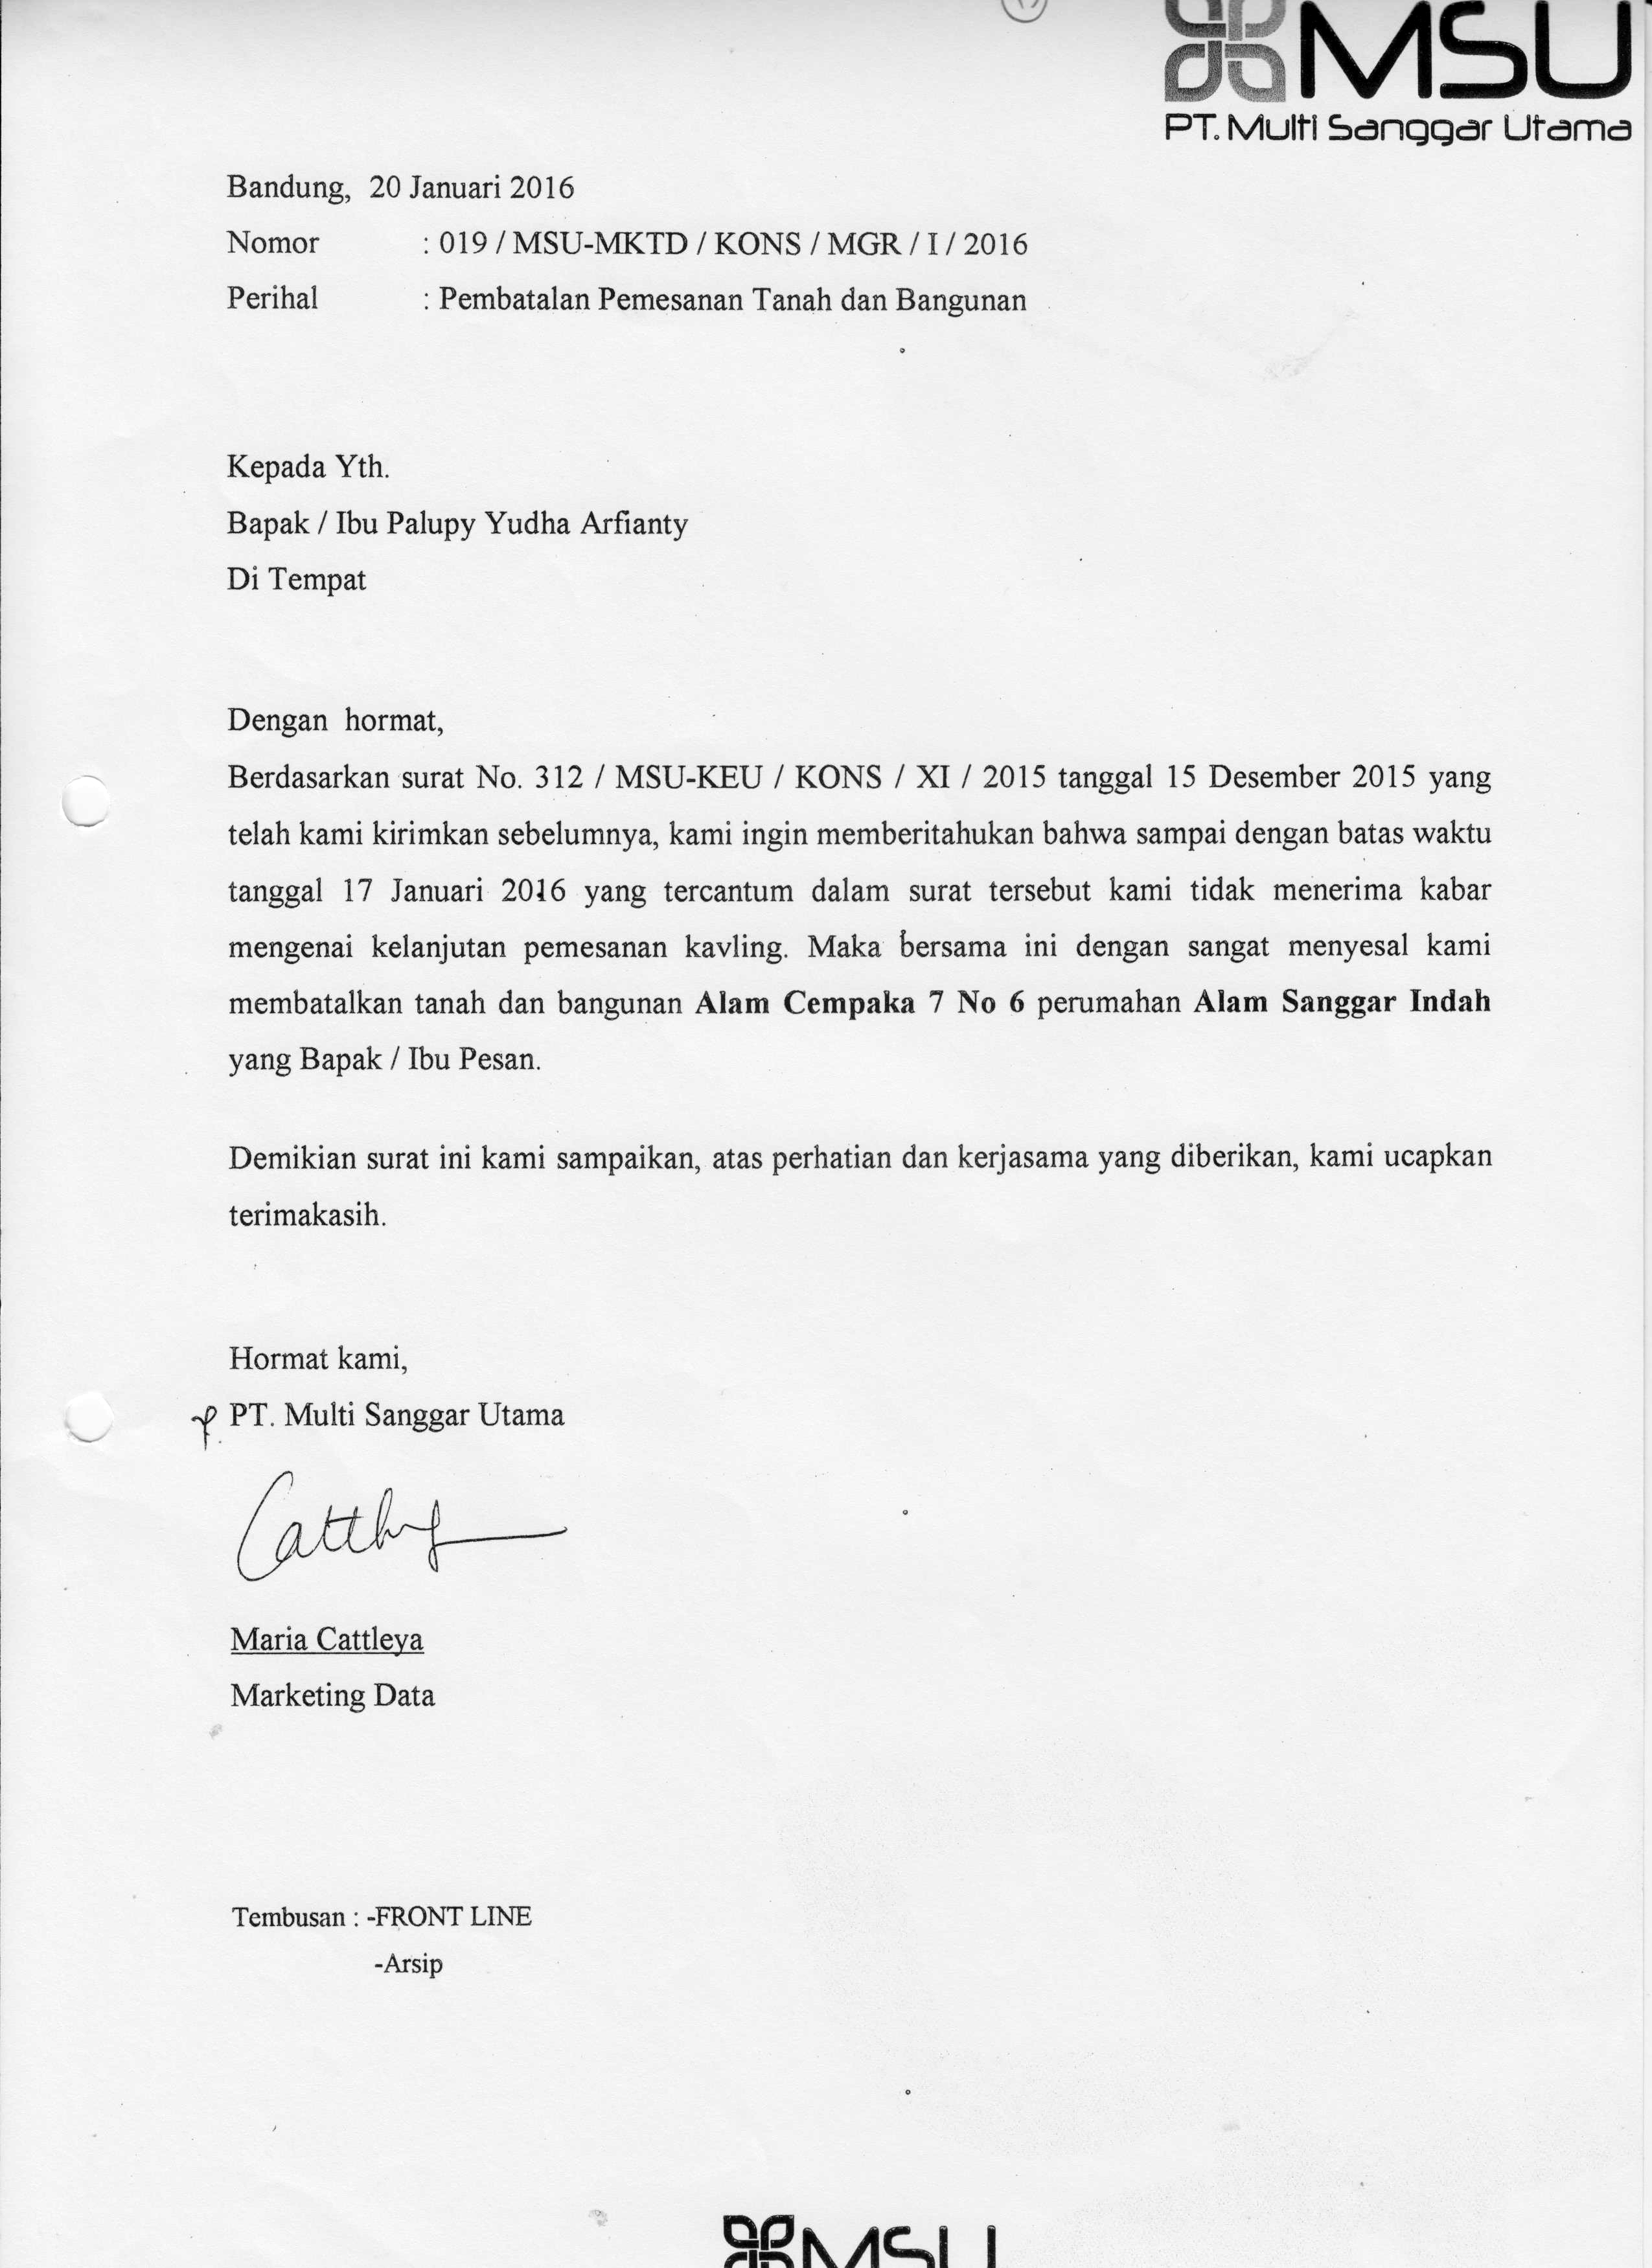 MSU
PT. Multi Sanggar Utama
Bandung,  20 Januari 2016
Nomor : 019 / MSU-MKTD / KONS / MGR / I / 2016
Perihal : Pembatalan Pemesanan Tanah dan Bangunan
Kepada Yth.
Bapak / Ibu Palupy Yudha Arfianty
Di Tempat
Dengan  hormat,
Berdasarkan surat No. 312 / MSU-KEU / KONS / XI / 2015 tanggal 15 Desember 2015 yang
telah kami kirimkan sebelumnya, kami ingin memberitahukan bahwa sampai dengan batas waktu
tanggal 17 Januari 2016 yang tercantum dalam surat tersebut kami tidak menerima kabar
mengenai kelanjutan pemesanan kavling. Maka bersama ini dengan sangat menyesal kami
membatalkan tanah dan bangunan Alam Cempaka 7 No 6 perumahan Alam Sanggar Indah
yang Bapak / Ibu Pesan.
Demikian surat ini kami sampaikan, atas perhatian dan kerjasama yang diberikan, kami ucapkan
terimakasih.
Hormat kami,
PT. Multi Sanggar Utama
Maria Cattleya
Marketing Data
Tembusan : -FRONT LINE
-Arsip
MSU